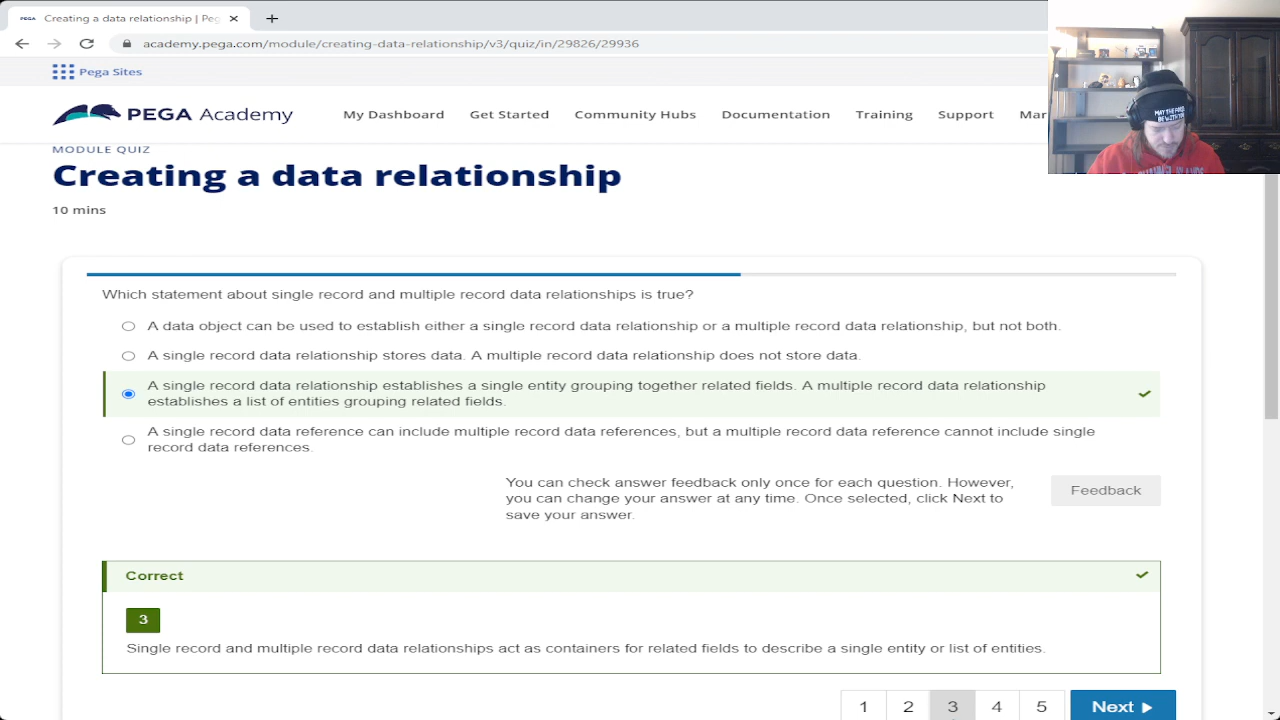 PEGA Creating a data relationship | Peg
academy.pega.com/module/creating-data-relationship/v3/quiz/in/29826/29936
Pega Sites
PEGA Academy My Dashboard Get Started Community Hubs Documentation Training Support Mar
MAY THE FORCE
BE WITH YOU
MODULE QUIZ
Creating a data relationship
10 mins
Which statement about single record and multiple record data relationships is true?
A data object can be used to establish either a single record data relationship or a multiple record data relationship, but not both.
A single record data relationship stores data. A multiple record data relationship does not store data.
A single record data relationship establishes a single entity grouping together related fields. A multiple record data relationship
establishes a list of entities grouping related fields.
A single record data reference can include multiple record data references, but a multiple record data reference cannot include single
record data references.
You can check answer feedback only once for each question. However,
you can change your answer at any time. Once selected, click Next to
save your answer.
Feedback
Correct
3
Single record and multiple record data relationships act as containers for related fields to describe a single entity or list of entities.
1 2 3 4 5 Next